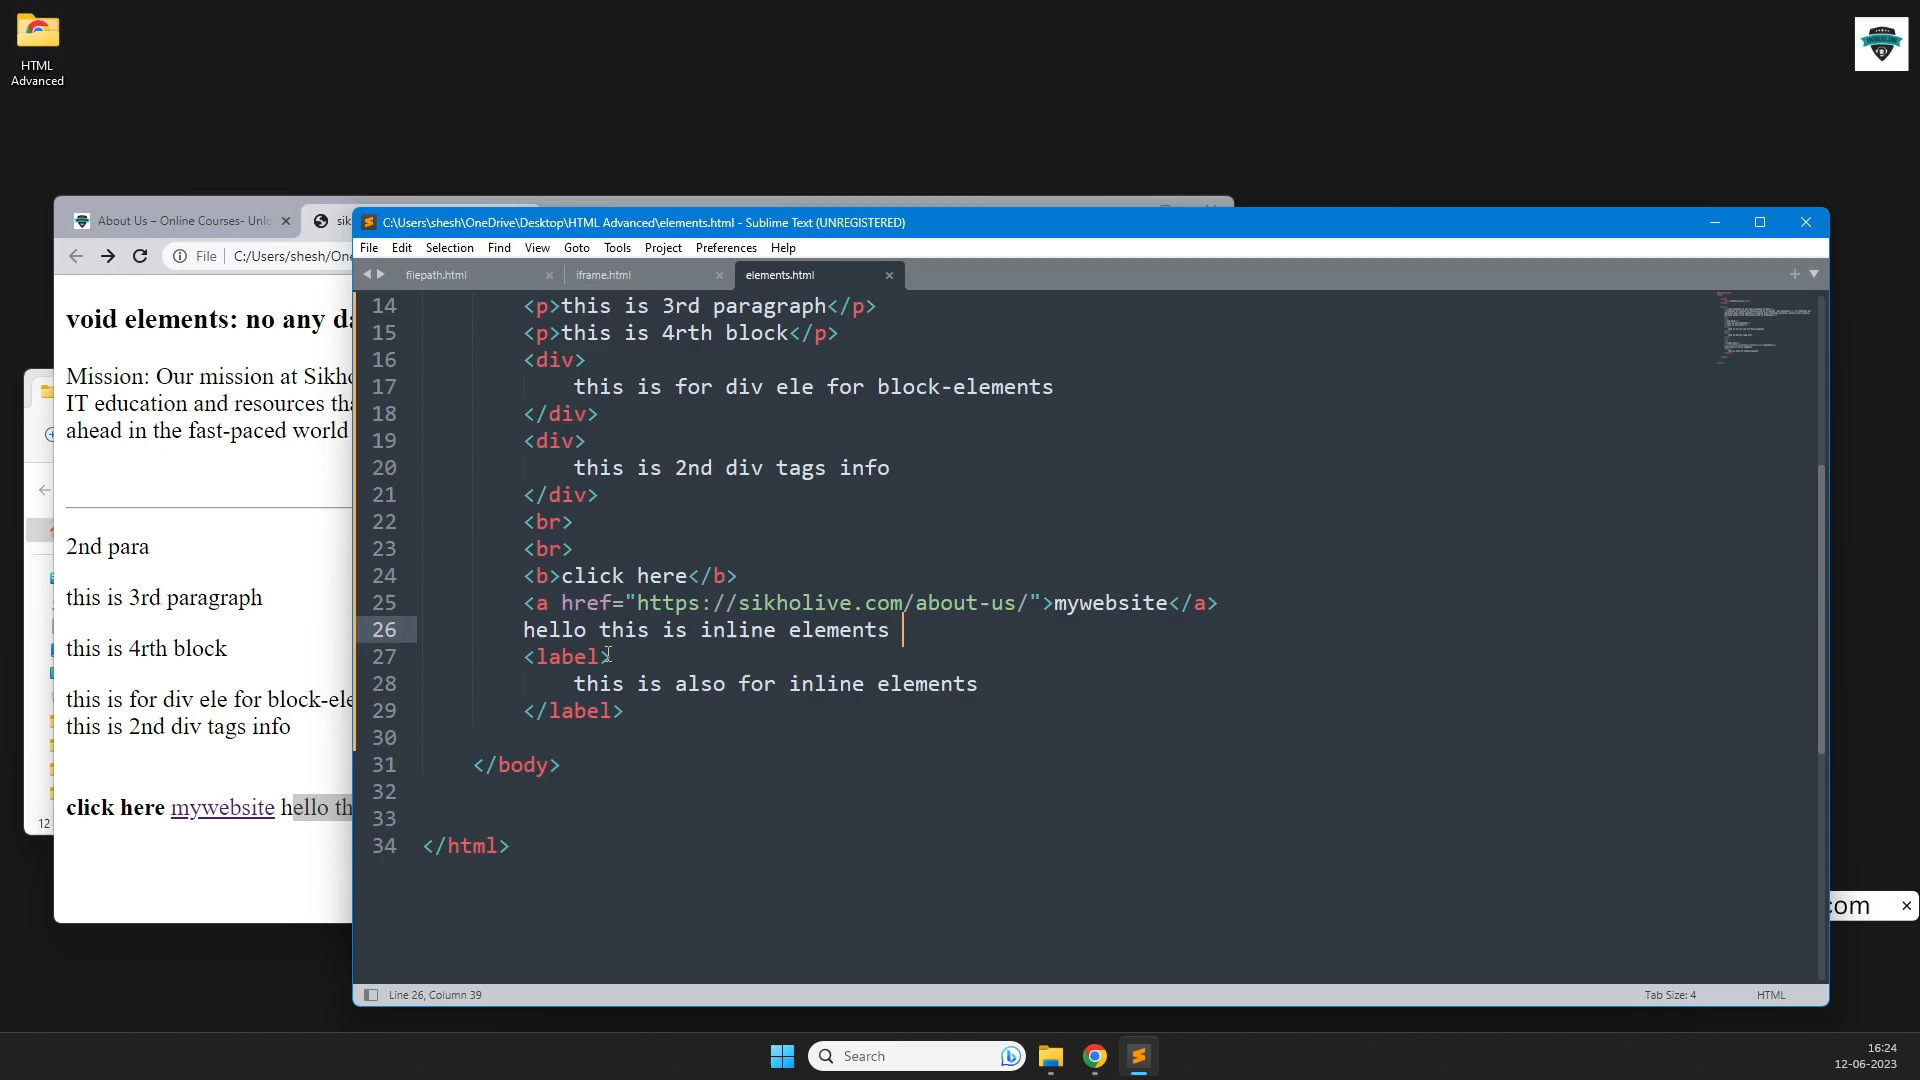 HTML
Advanced
About Us – Online Courses- Unlo
sik
File
C:/Users/shesh/One
void elements: no any da
Mission: Our mission at Sikho
IT education and resources tha
ahead in the fast-paced world
2nd para
this is 3rd paragraph
this is 4rth block
this is for div ele for block-ele
this is 2nd div tags info
click here mywebsite hello th
12
C:\Users\shesh\OneDrive\Desktop\HTML Advanced\elements.html - Sublime Text (UNREGISTERED)
File Edit Selection Find View Goto Tools Project Preferences Help
filepath.html iframe.html elements.html
14 <p>this is 3rd paragraph</p>
15 <p>this is 4rth block</p>
16 <div>
17 this is for div ele for block-elements
18 </div>
19 <div>
20 this is 2nd div tags info
21 </div>
22 <br>
23 <br>
24 <b>click here</b>
25 <a href="https://sikholive.com/about-us/">mywebsite</a>
26 hello this is inline elements
27 <label>
28 this is also for inline elements
29 </label>
30
31 </body>
32
33
34 </html>
Line 26, Column 39
Tab Size: 4
HTML
com
Search
16:24
12-06-2023